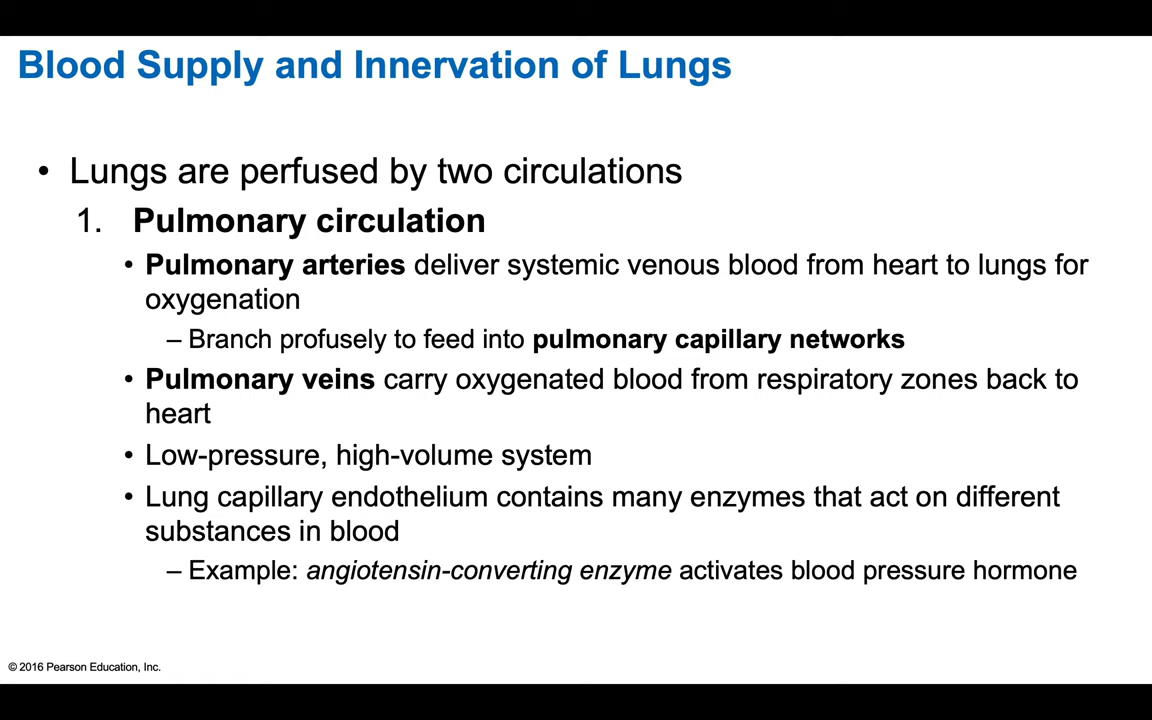 Blood Supply and Innervation of Lungs
• Lungs are perfused by two circulations
1. Pulmonary circulation
• Pulmonary arteries deliver systemic venous blood from heart to lungs for
oxygenation
– Branch profusely to feed into pulmonary capillary networks
• Pulmonary veins carry oxygenated blood from respiratory zones back to
heart
• Low-pressure, high-volume system
• Lung capillary endothelium contains many enzymes that act on different
substances in blood
– Example: angiotensin-converting enzyme activates blood pressure hormone
© 2016 Pearson Education, Inc.